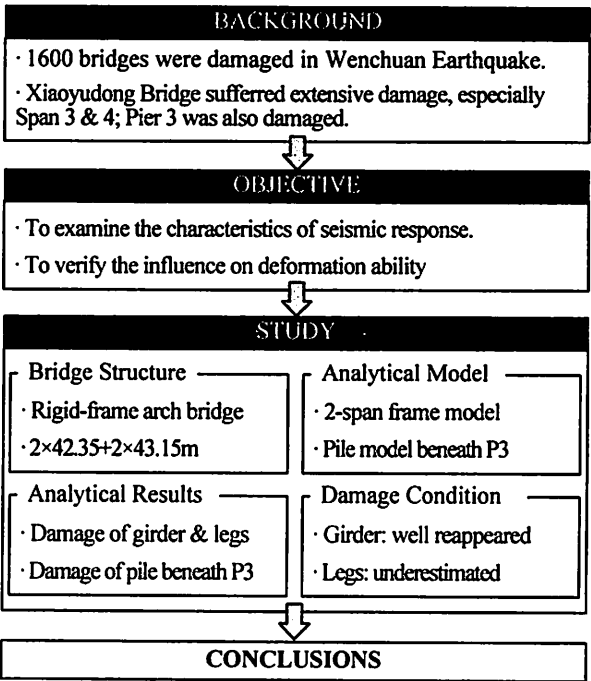 BACKGROUND
· 1600 bridges were damaged in Wenchuan Earthquake.
· Xiaoyudong Bridge sufferred extensive damage, especially
Span 3 & 4; Pier 3 was also damaged.
OBJECTIVE
· To examine the characteristics of seismic response.
· To verify the influence on deformation ability
STUDY
Bridge Structure
· Rigid-frame arch bridge
· 2×42.35+2×43.15m
Analytical Model
· 2-span frame model
· Pile model beneath P3
Analytical Results
· Damage of girder & legs
· Damage of pile beneath P3
Damage Condition
· Girder: well reappeared
· Legs: underestimated
CONCLUSIONS